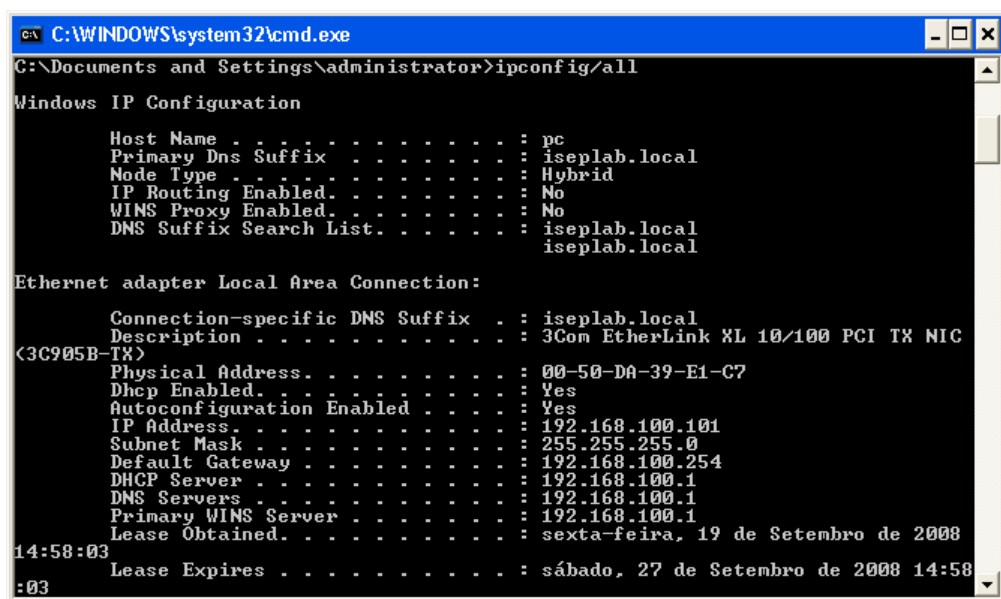 C:\WINDOWS\system32\cmd.exe
C:\Documents and Settings\administrator>ipconfig/all
Windows IP Configuration
Host Name . . . . . . . . . . . . : pc
Primary Dns Suffix  . . . . . . . : iseplab.local
Node Type . . . . . . . . . . . . : Hybrid
IP Routing Enabled. . . . . . . . : No
WINS Proxy Enabled. . . . . . . . : No
DNS Suffix Search List. . . . . . : iseplab.local
iseplab.local
Ethernet adapter Local Area Connection:
Connection-specific DNS Suffix  . : iseplab.local
Description . . . . . . . . . . . : 3Com EtherLink XL 10/100 PCI TX NIC
(3C905B-TX)
Physical Address. . . . . . . . . : 00-50-DA-39-E1-C7
Dhcp Enabled. . . . . . . . . . . : Yes
Autoconfiguration Enabled . . . . : Yes
IP Address. . . . . . . . . . . . : 192.168.100.101
Subnet Mask . . . . . . . . . . . : 255.255.255.0
Default Gateway . . . . . . . . . : 192.168.100.254
DHCP Server . . . . . . . . . . . : 192.168.100.1
DNS Servers . . . . . . . . . . . : 192.168.100.1
Primary WINS Server . . . . . . . : 192.168.100.1
Lease Obtained. . . . . . . . . . : sexta-feira, 19 de Setembro de 2008
14:58:03
Lease Expires . . . . . . . . . . : sábado, 27 de Setembro de 2008 14:58
:03